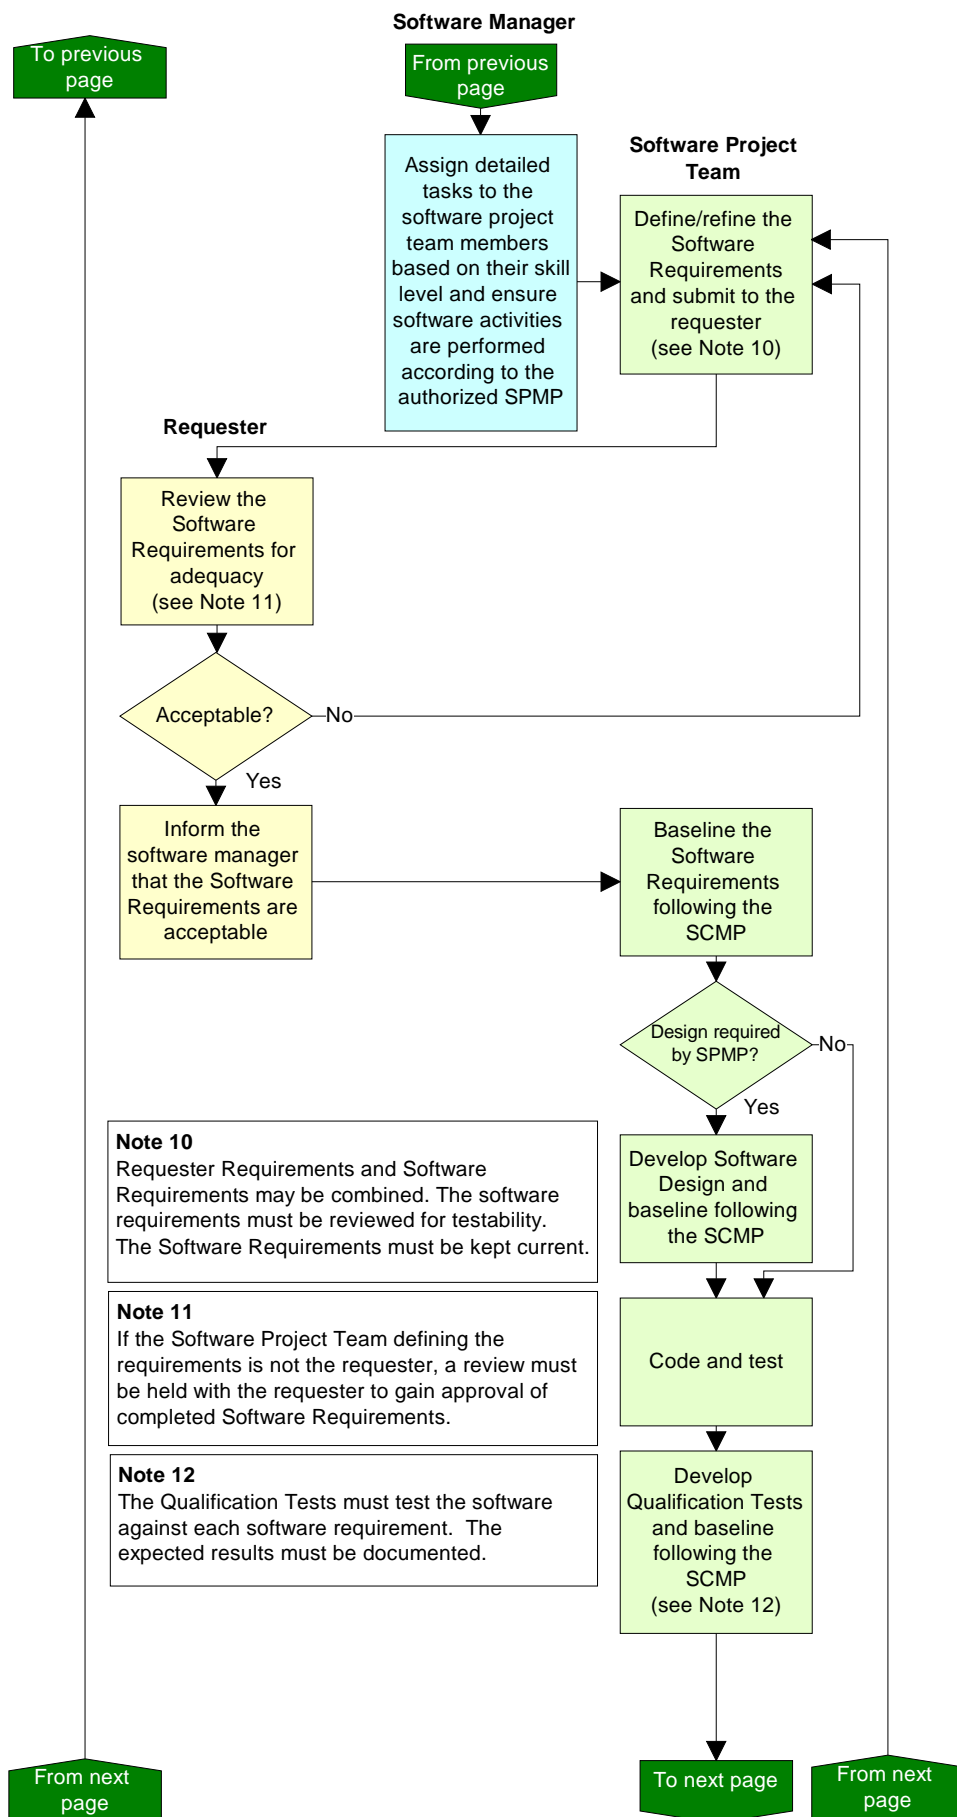 Software Manager
To previous
page
From previous
page
Assign detailed
tasks to the
software project
team members
based on their skill
level and ensure
software activities
are performed
according to the
authorized SPMP
Software Project
Team
Define/refine the
Software
Requirements
and submit to the
requester
(see Note 10)
Requester
Review the
Software
Requirements for
adequacy
(see Note 11)
Acceptable?
No
Yes
Inform the
software manager
that the Software
Requirements are
acceptable
Baseline the
Software
Requirements
following the
SCMP
Design required
by SPMP?
No
Yes
Develop Software
Design and
baseline following
the SCMP
Code and test
Develop
Qualification Tests
and baseline
following the
SCMP
(see Note 12)
Note 10
Requester Requirements and Software
Requirements may be combined. The software
requirements must be reviewed for testability.
The Software Requirements must be kept current.
Note 11
If the Software Project Team defining the
requirements is not the requester, a review must
be held with the requester to gain approval of
completed Software Requirements.
Note 12
The Qualification Tests must test the software
against each software requirement.  The
expected results must be documented.
From next
page
To next page
From next
page